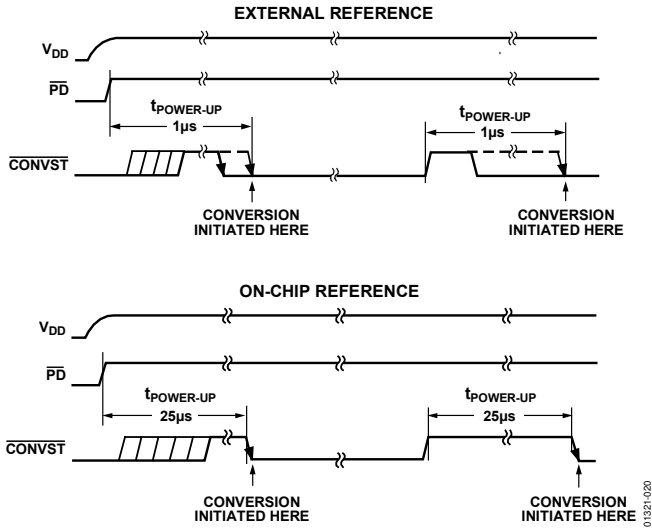 EXTERNAL REFERENCE
VDD
PD
tPOWER-UP
1µs
tPOWER-UP
1µs
CONVST
CONVERSION
INITIATED HERE
CONVERSION
INITIATED HERE
ON-CHIP REFERENCE
VDD
PD
tPOWER-UP
25µs
tPOWER-UP
25µs
CONVST
CONVERSION
INITIATED HERE
CONVERSION
INITIATED HERE
01321-020